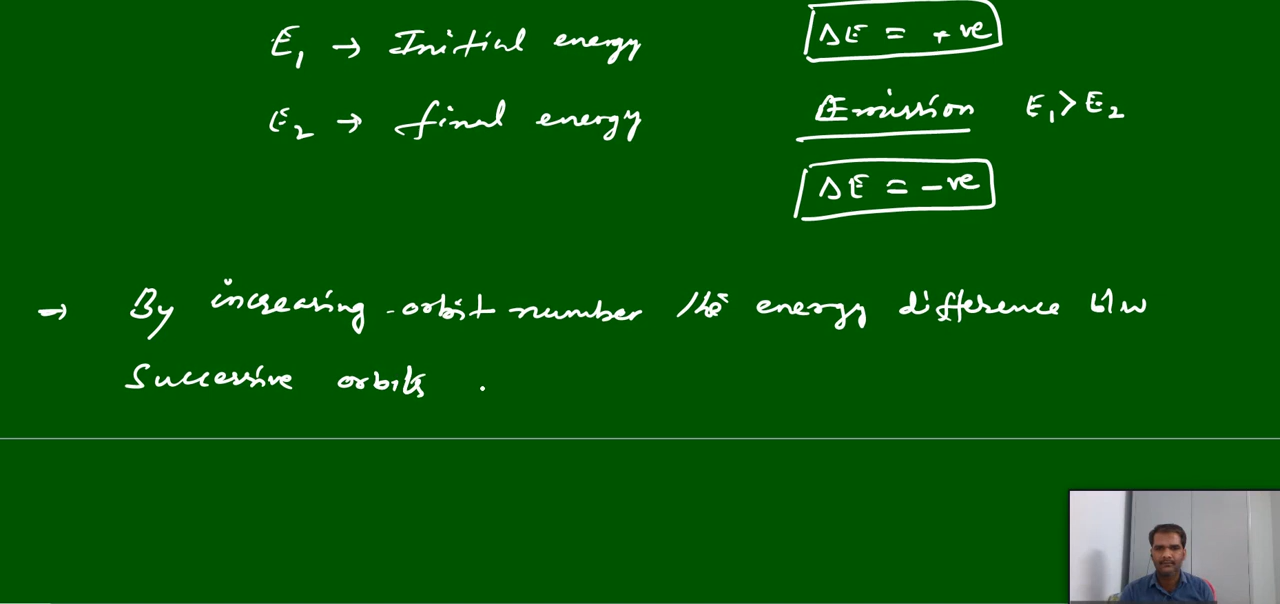 E₁ → Initial energy
ΔE = +ve
E₂ → final energy
Emission E₁ > E₂
ΔE = -ve
→ By increasing orbit number the energy difference b/w
Successive orbits .